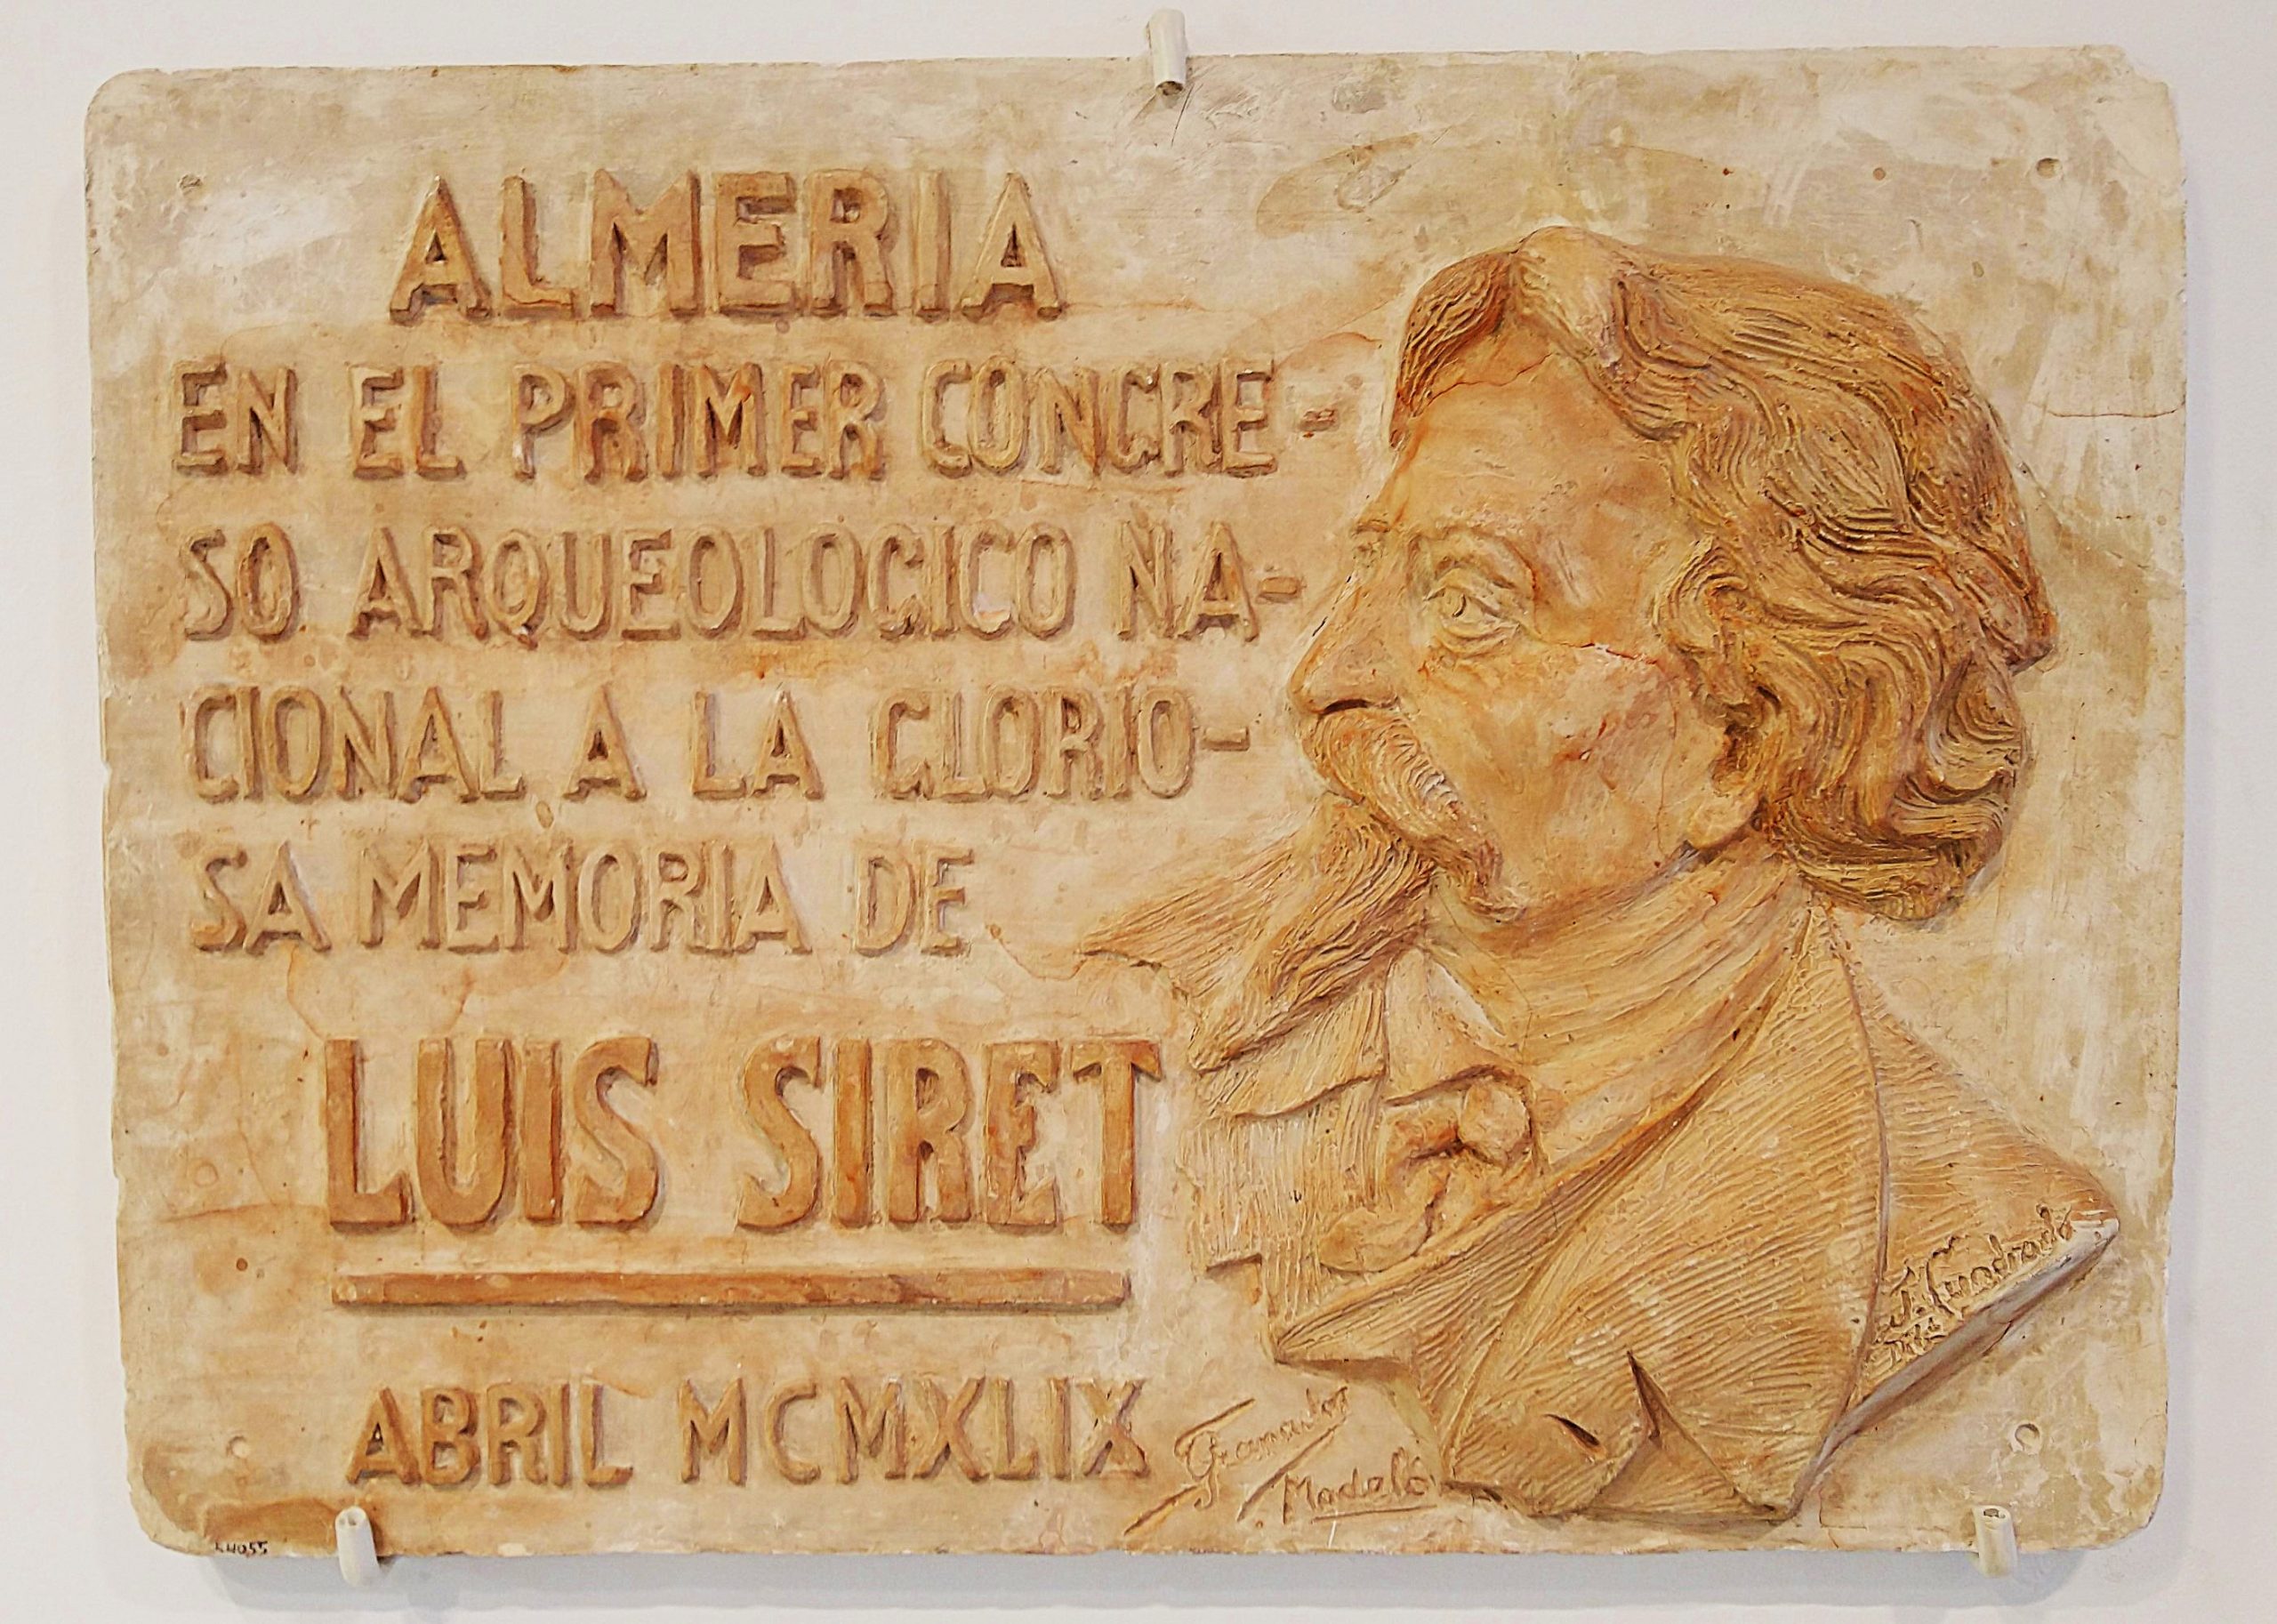 ALMERIA
EN EL PRIMER CONGRE-
SO ARQUEOLOGICO NA-
CIONAL A LA GLORIO-
SA MEMORIA DE
LUIS SIRET
ABRIL MCMXLIX
Granados
Modeló
J. Cuadrado